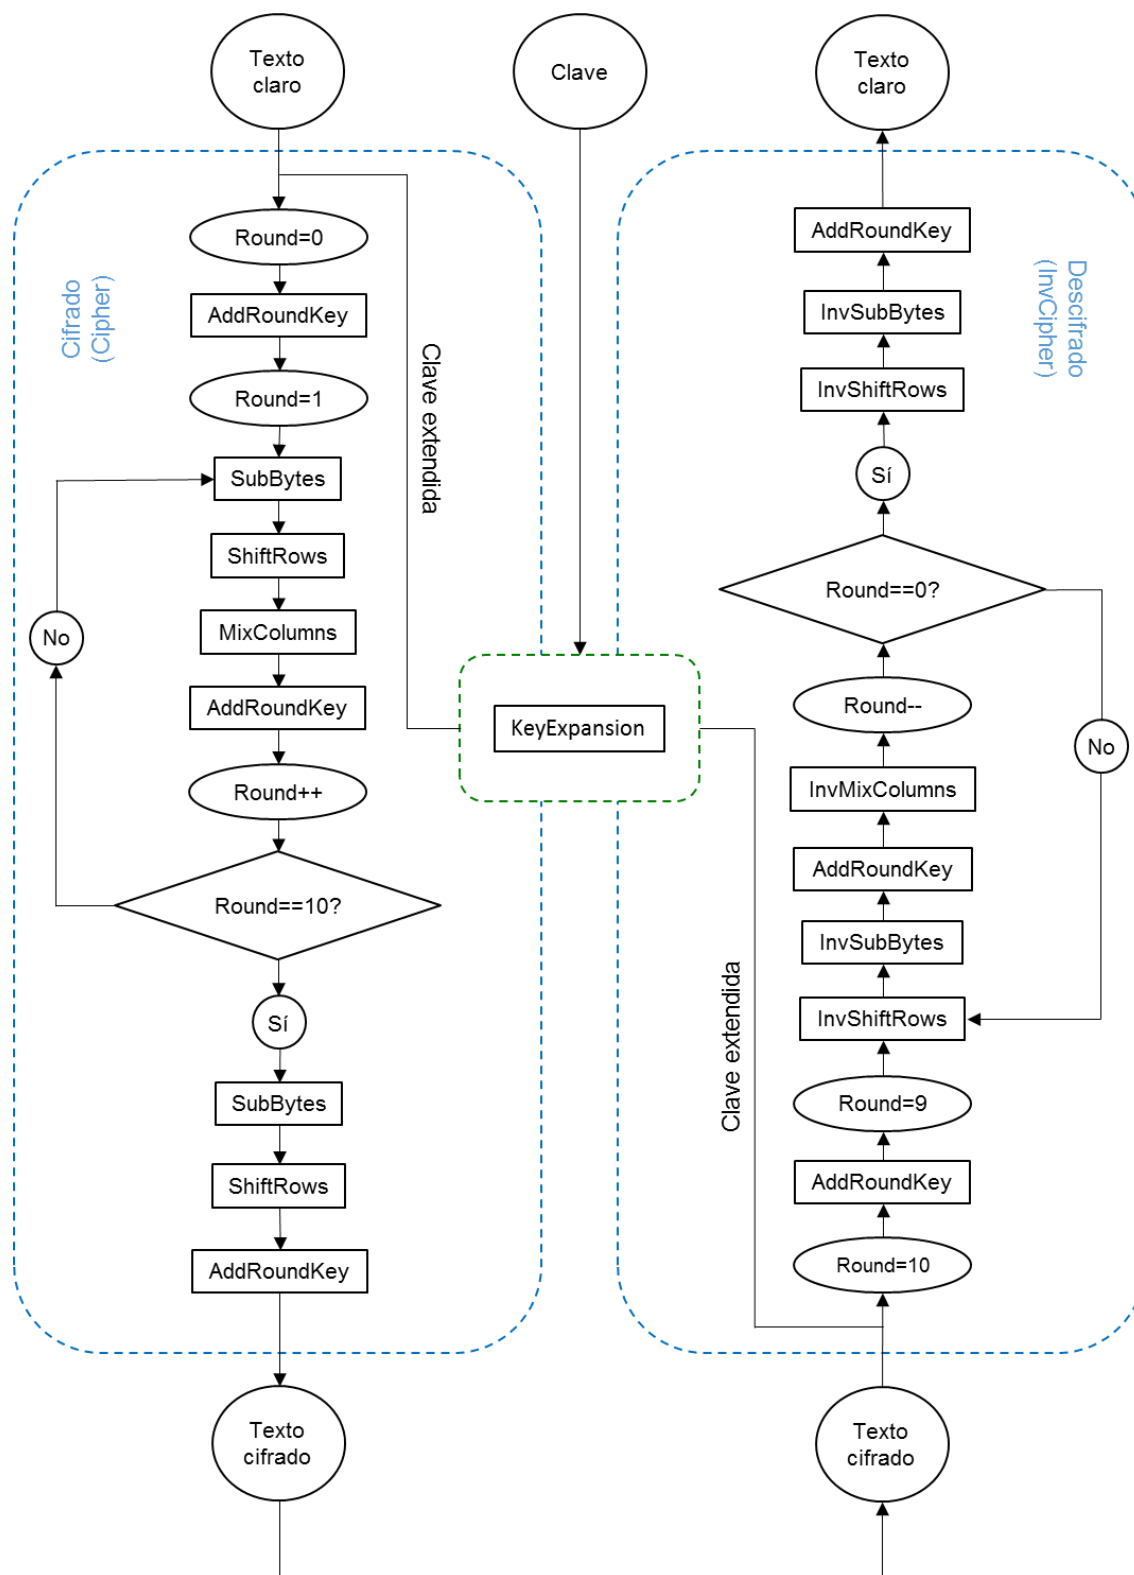 Texto
claro
Clave
Texto
claro
Cifrado
(Cipher)
Round=0
AddRoundKey
Round=1
SubBytes
ShiftRows
MixColumns
AddRoundKey
Round++
Round==10?
No
Sí
SubBytes
ShiftRows
AddRoundKey
Texto
cifrado
Clave extendida
KeyExpansion
Clave extendida
Descifrado
(InvCipher)
AddRoundKey
InvSubBytes
InvShiftRows
Sí
Round==0?
No
Round--
InvMixColumns
AddRoundKey
InvSubBytes
InvShiftRows
Round=9
AddRoundKey
Round=10
Texto
cifrado